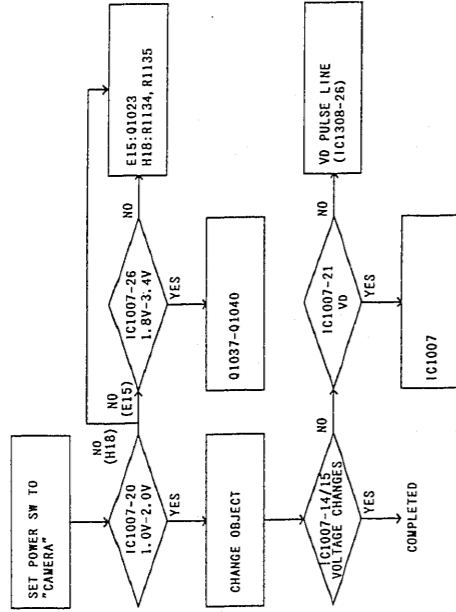 SET POWER SW TO
"CAMERA"
IC1007-20
1.0V-2.0V
NO
(H18)
NO
(E15)
YES
IC1007-26
1.8V-3.4V
NO
YES
E15:Q1023
H18:R1134, R1135
CHANGE OBJECT
Q1037-Q1040
IC1007-14/15
VOLTAGE CHANGES
NO
YES
IC1007-21
VD
NO
YES
VD PULSE LINE
(IC1308-26)
COMPLETED
IC1007